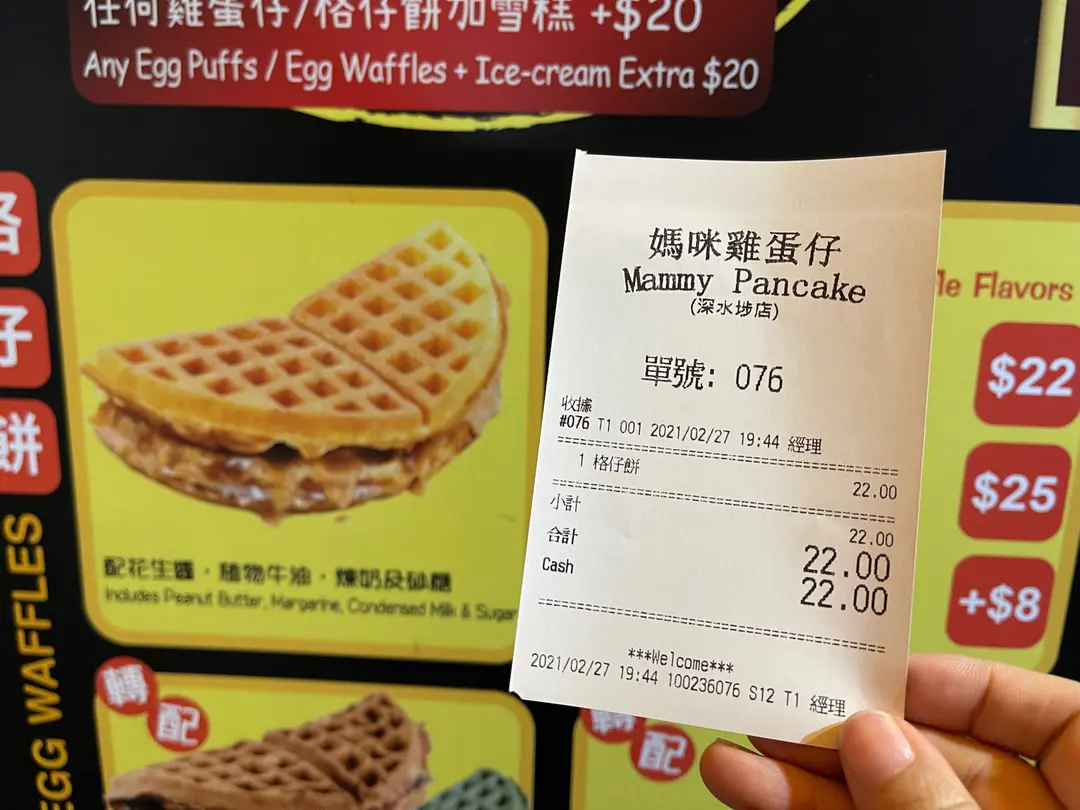 任何雞蛋仔/格仔餅加雪糕 +$20
Any Egg Puffs / Egg Waffles + Ice-cream Extra $20
格仔餅
EGG WAFFLES
配花生醬，植物牛油，煉奶及砂糖
Includes Peanut Butter, Margarine, Condensed Milk & Sugar
轉配
轉配
Flavors
$22
$25
+$8
媽咪雞蛋仔
Mammy Pancake
(深水埗店)
單號: 076
收據
#076 T1 001 2021/02/27 19:44 經理
1 格仔餅 22.00
小計 22.00
合計 22.00
Cash 22.00
***Welcome***
2021/02/27 19:44 100236076 S12 T1 經理